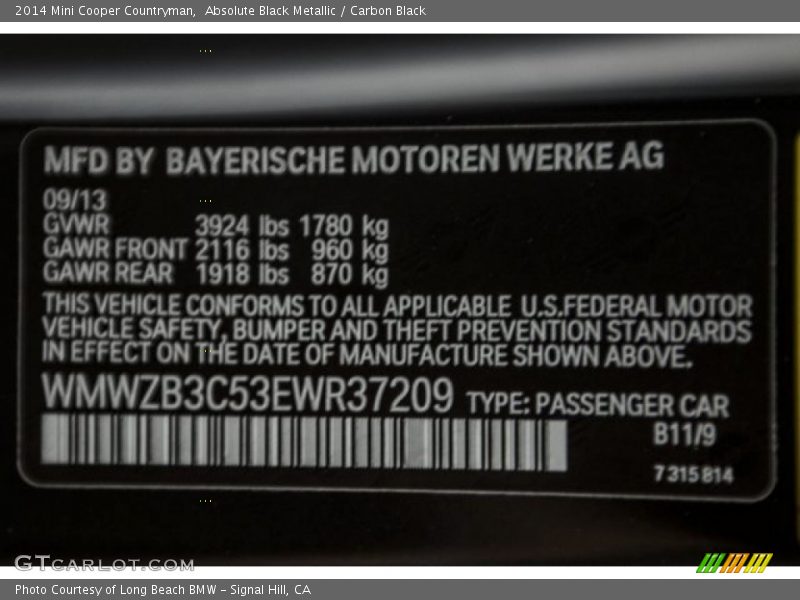 2014 Mini Cooper Countryman,  Absolute Black Metallic / Carbon Black
MFD BY BAYERISCHE MOTOREN WERKE AG
09/13
GVWR 3924 lbs 1780 kg
GAWR FRONT 2116 lbs 960 kg
GAWR REAR 1918 lbs 870 kg
THIS VEHICLE CONFORMS TO ALL APPLICABLE U.S.FEDERAL MOTOR
VEHICLE SAFETY, BUMPER AND THEFT PREVENTION STANDARDS
IN EFFECT ON THE DATE OF MANUFACTURE SHOWN ABOVE.
WMWZB3C53EWR37209 TYPE: PASSENGER CAR
B11/9
7 315 814
GTCARLOT.COM
Photo Courtesy of Long Beach BMW - Signal Hill, CA